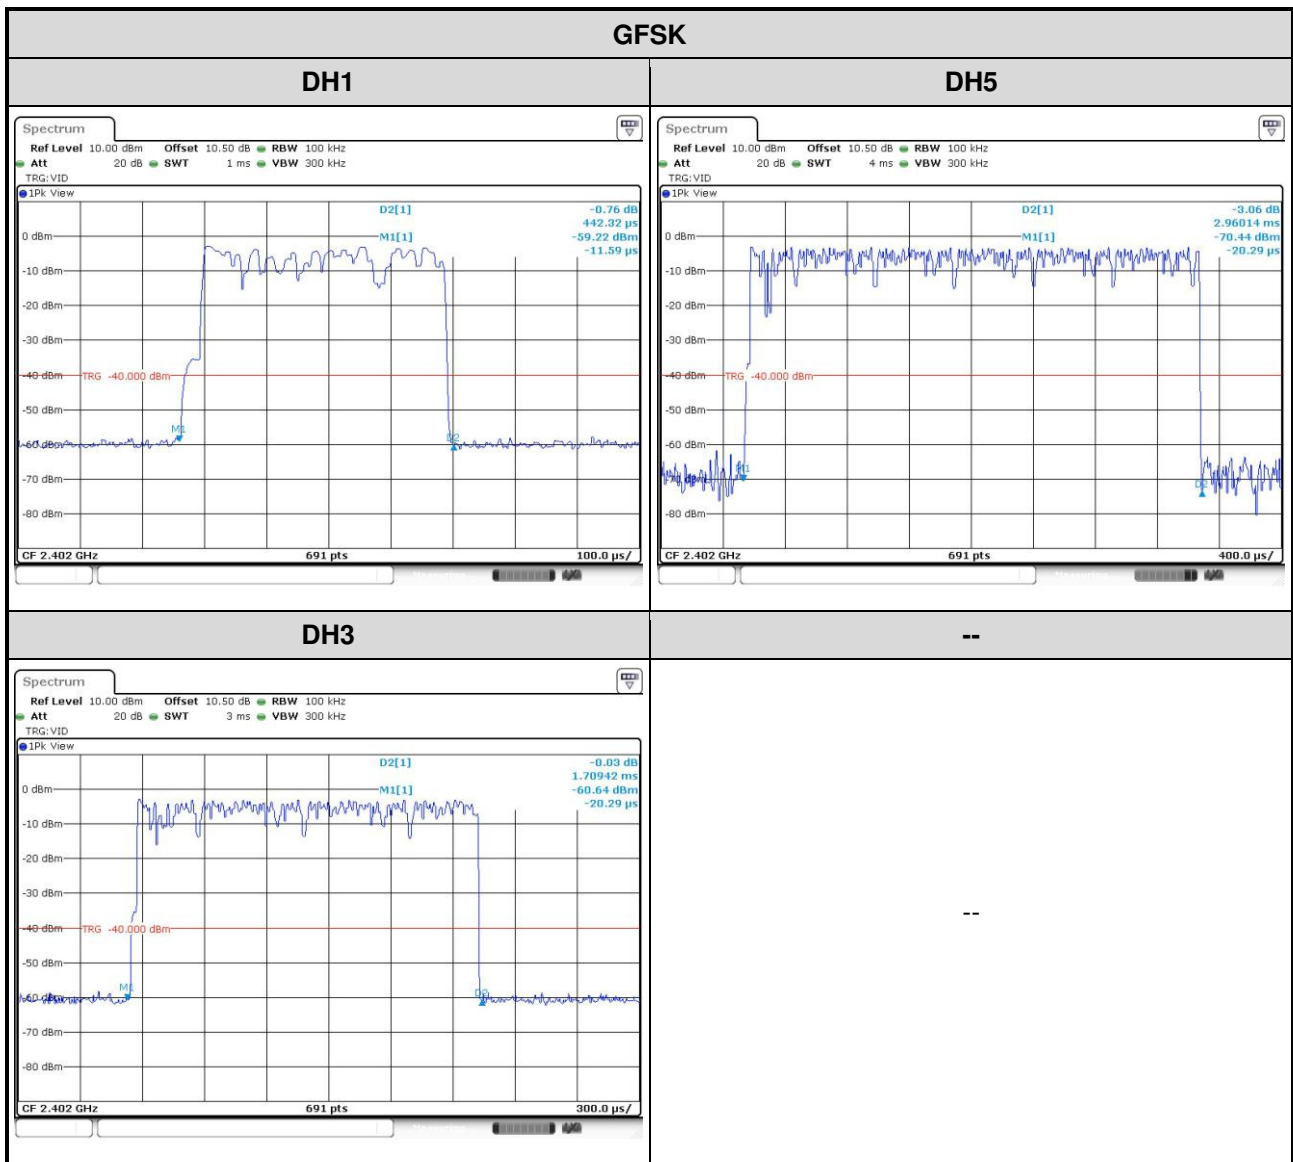 GFSK
DH1
DH5
Spectrum
Ref Level 10.00 dBm Offset 10.50 dB RBW 100 kHz
Att 20 dB SWT 1 ms VBW 300 kHz
TRG:VID
1Pk View
D2[1] -0.76 dB
442.32 µs
M1[1] -59.22 dBm
-11.59 µs
0 dBm
-10 dBm
-20 dBm
-30 dBm
-40 dBm
TRG -40.000 dBm
-50 dBm
M1
D2
-60 dBm
-70 dBm
-80 dBm
CF 2.402 GHz 691 pts 100.0 µs/
Spectrum
Ref Level 10.00 dBm Offset 10.50 dB RBW 100 kHz
Att 20 dB SWT 4 ms VBW 300 kHz
TRG:VID
1Pk View
D2[1] -3.06 dB
2.96014 ms
M1[1] -70.44 dBm
-20.29 µs
0 dBm
-10 dBm
-20 dBm
-30 dBm
-40 dBm
TRG -40.000 dBm
-50 dBm
-60 dBm
M1
-70 dBm
D2
-80 dBm
CF 2.402 GHz 691 pts 400.0 µs/
DH3
--
Spectrum
Ref Level 10.00 dBm Offset 10.50 dB RBW 100 kHz
Att 20 dB SWT 3 ms VBW 300 kHz
TRG:VID
1Pk View
D2[1] -0.03 dB
1.70942 ms
M1[1] -60.64 dBm
-20.29 µs
0 dBm
-10 dBm
-20 dBm
-30 dBm
-40 dBm
TRG -40.000 dBm
-50 dBm
M1
D2
-60 dBm
-70 dBm
-80 dBm
CF 2.402 GHz 691 pts 300.0 µs/
--